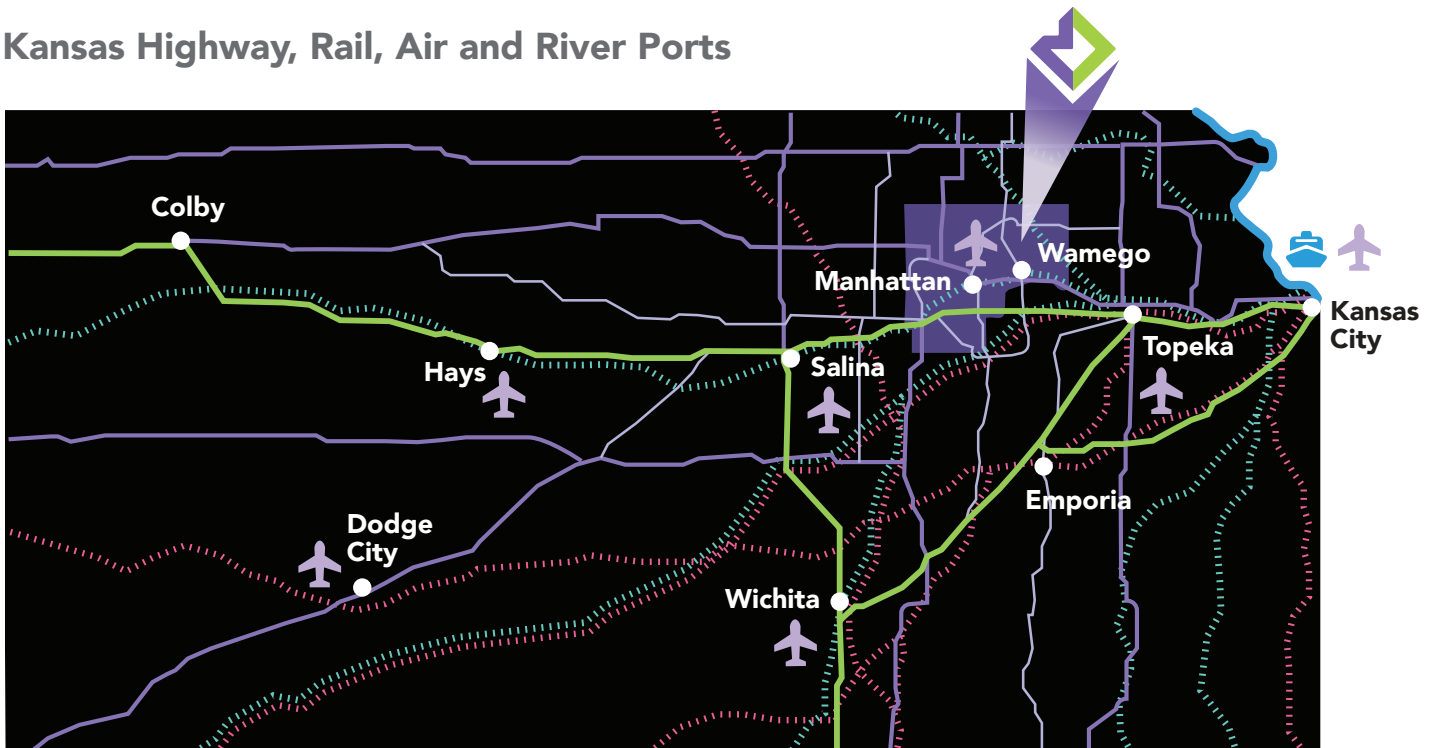 Kansas Highway, Rail, Air and River Ports
Colby
Wamego
Manhattan
Kansas
City
Topeka
Hays
Salina
Emporia
Dodge
City
Wichita